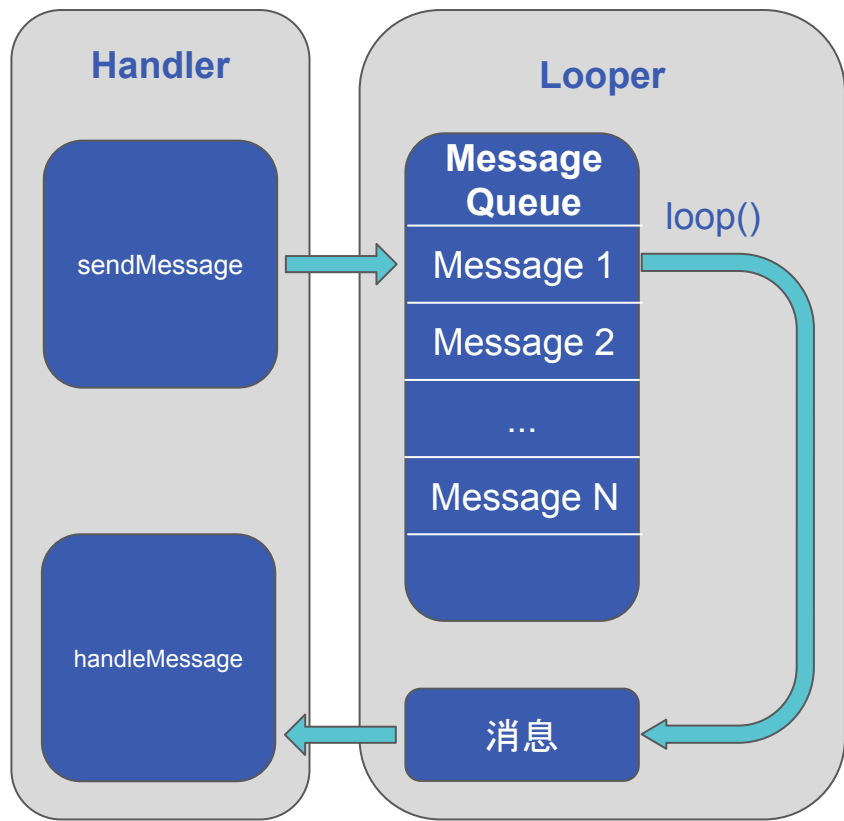 Handler
sendMessage
handleMessage
Looper
Message
Queue
Message 1
Message 2
...
Message N
loop()
消息